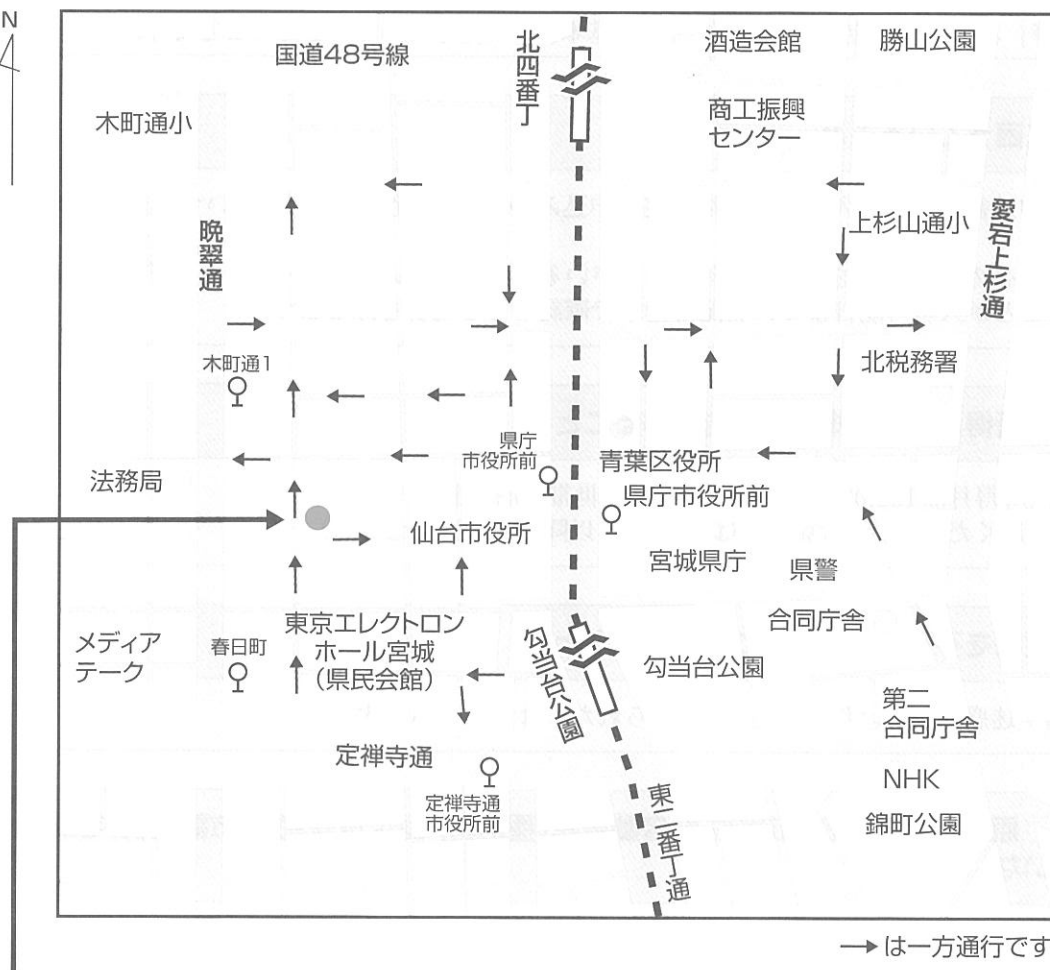 N
国道48号線
北四番丁
酒造会館
勝山公園
木町通小
商工振興
センター
晩翠通
上杉山通小
愛宕上杉通
木町通1
北税務署
県庁
市役所前
青葉区役所
法務局
県庁市役所前
仙台市役所
宮城県庁
県警
メディア
テーク
春日町
東京エレクトロン
ホール宮城
(県民会館)
合同庁舎
勾当台公園
勾当台公園
第二
合同庁舎
定禅寺通
NHK
定禅寺通
市役所前
東二番丁通
錦町公園
→は一方通行です